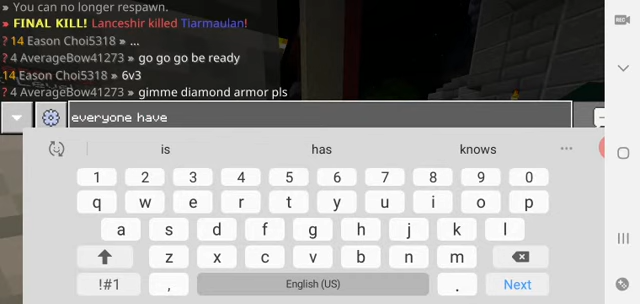 » You can no longer respawn.
» FINAL KILL! Lanceshir killed Tiarmaulan!
? 14 Eason Choi5318 » ...
? 4 AverageBow41273 » go go go be ready
14 Eason Choi5318 » 6v3
? 4 AverageBow41273 » gimme diamond armor pls
everyone have
is has knows ...
1 2 3 4 5 6 7 8 9 0
q w e r t y u i o p
a s d f g h j k l
z x c v b n m
!#1 , English (US) . Next
REC